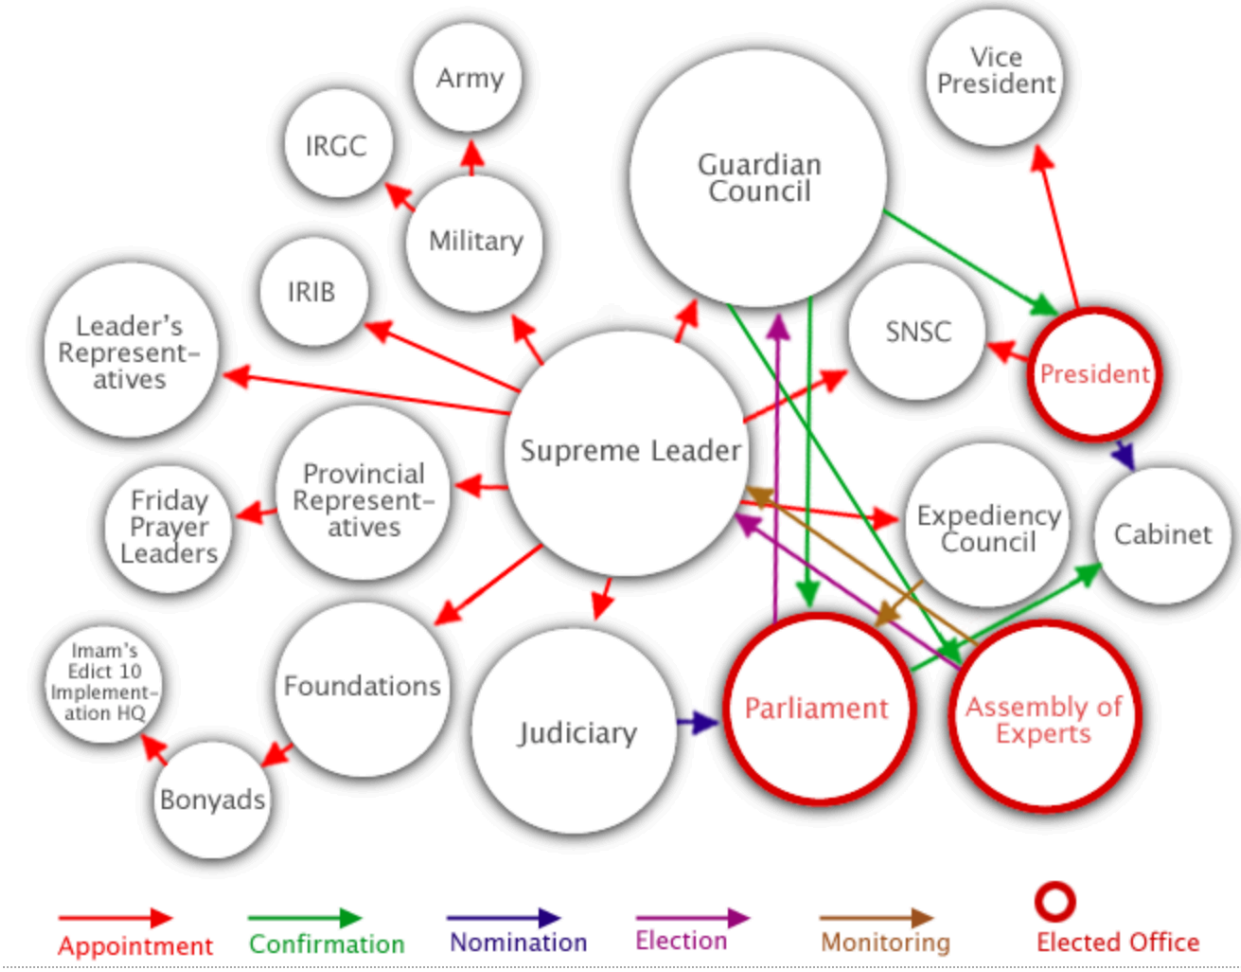 Army
Vice
President
IRGC
Guardian
Council
Military
IRIB
Leader's
Represent-
atives
SNSC
President
Supreme Leader
Provincial
Represent-
atives
Friday
Prayer
Leaders
Expediency
Council
Cabinet
Imam's
Edict 10
Implement-
ation HQ
Foundations
Judiciary
Parliament
Assembly of
Experts
Bonyads
Appointment
Confirmation
Nomination
Election
Monitoring
Elected Office